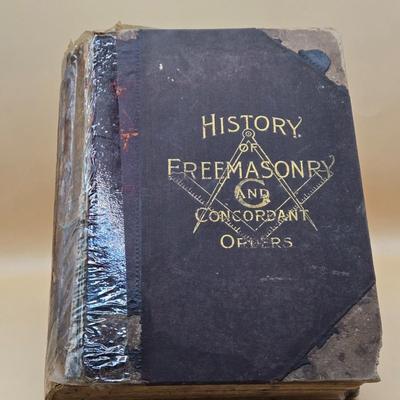 HISTORY
OF
FREEMASONRY
AND
CONCORDANT
ORDERS
G